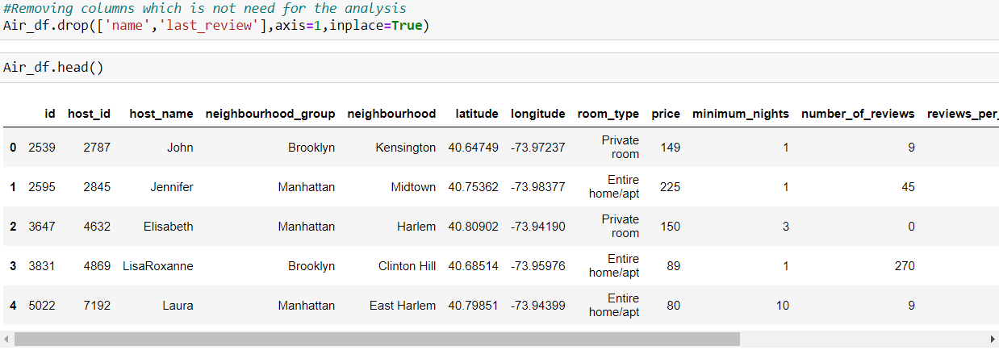 #Removing columns which is not need for the analysis
Air_df.drop(['name','last_review'],axis=1,inplace=True)
Air_df.head()
id host_id host_name neighbourhood_group neighbourhood latitude longitude room_type price minimum_nights number_of_reviews reviews_per_
0 2539 2787 John Brooklyn Kensington 40.64749 -73.97237 Private room 149 1 9
1 2595 2845 Jennifer Manhattan Midtown 40.75362 -73.98377 Entire home/apt 225 1 45
2 3647 4632 Elisabeth Manhattan Harlem 40.80902 -73.94190 Private room 150 3 0
3 3831 4869 LisaRoxanne Brooklyn Clinton Hill 40.68514 -73.95976 Entire home/apt 89 1 270
4 5022 7192 Laura Manhattan East Harlem 40.79851 -73.94399 Entire home/apt 80 10 9